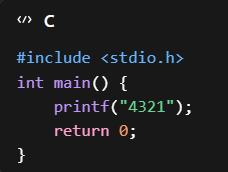 </> C
#include <stdio.h>
int main() {
    printf("4321");
    return 0;
}